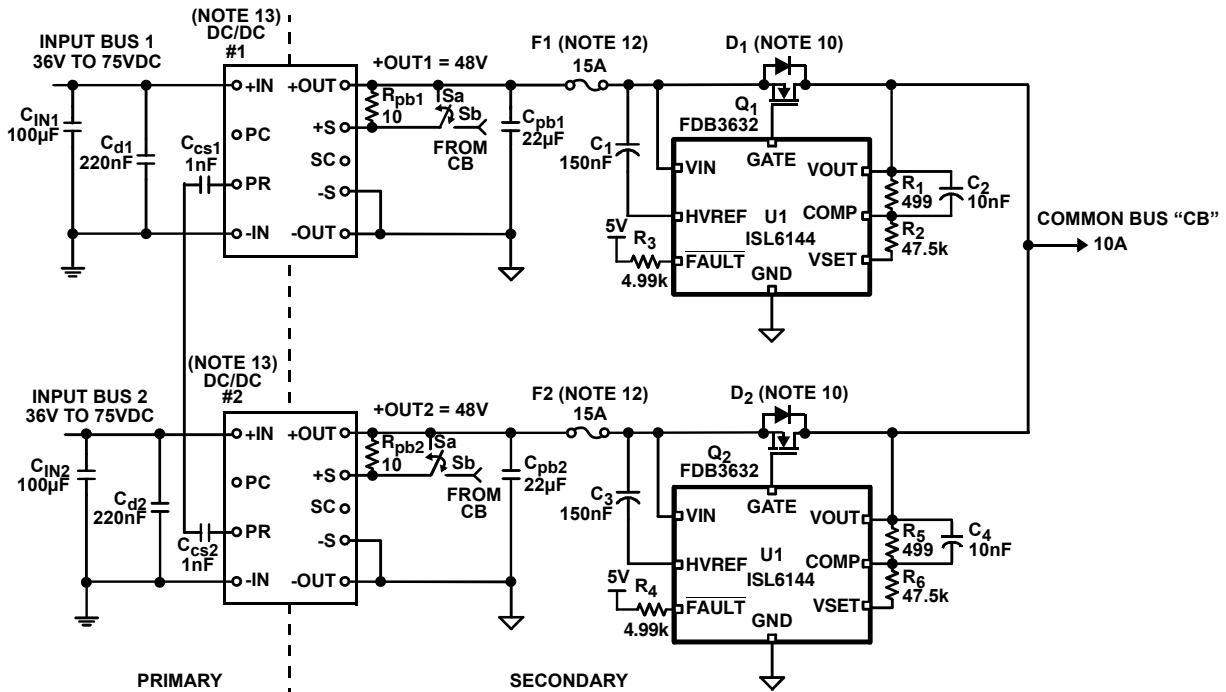 (NOTE 13)
DC/DC
#1
INPUT BUS 1
36V TO 75VDC
+OUT1 = 48V
F1 (NOTE 12)
15A
D1 (NOTE 10)
+IN
+OUT
CIN1
100µF
Cd1
220nF
PC
Ccs1
1nF
PR
-IN
Rpb1
10
Sa
Sb
FROM
CB
+S
SC
-S
-OUT
Cpb1
22µF
C1
150nF
Q1
FDB3632
GATE
VIN
VOUT
HVREF
U1
ISL6144
COMP
R1
499
C2
10nF
R2
47.5k
5V
R3
4.99k
FAULT
GND
VSET
COMMON BUS “CB”
10A
(NOTE 13)
DC/DC
#2
INPUT BUS 2
36V TO 75VDC
+OUT2 = 48V
F2 (NOTE 12)
15A
D2 (NOTE 10)
+IN
+OUT
CIN2
100µF
Cd2
220nF
PC
PR
Ccs2
1nF
-IN
Rpb2
10
Sa
Sb
FROM
CB
+S
SC
-S
-OUT
Cpb2
22µF
C3
150nF
Q2
FDB3632
GATE
VIN
VOUT
HVREF
U1
ISL6144
COMP
R5
499
C4
10nF
R6
47.5k
5V
R4
4.99k
FAULT
GND
VSET
PRIMARY
SECONDARY